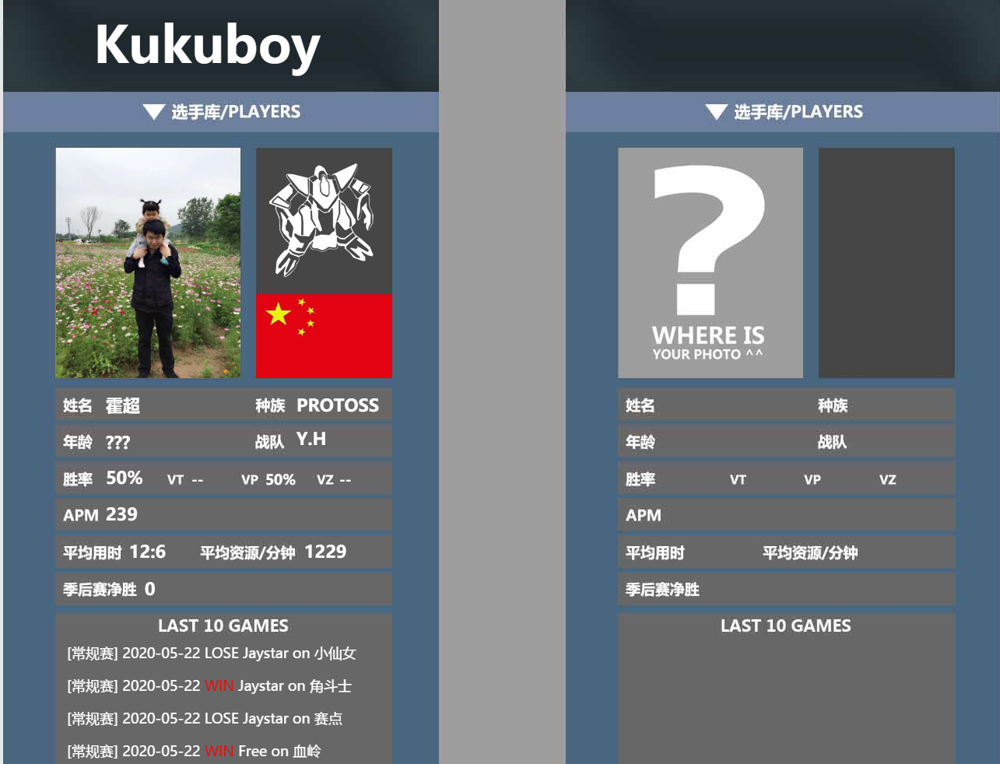 Kukuboy
选手库/PLAYERS
姓名 霍超 种族 PROTOSS
年龄 ??? 战队 Y.H
胜率 50% VT -- VP 50% VZ --
APM 239
平均用时 12:6 平均资源/分钟 1229
季后赛净胜 0
LAST 10 GAMES
[常规赛] 2020-05-22 LOSE Jaystar on 小仙女
[常规赛] 2020-05-22 WIN Jaystar on 角斗士
[常规赛] 2020-05-22 LOSE Jaystar on 赛点
[常规赛] 2020-05-22 WIN Free on 血岭
选手库/PLAYERS
?
WHERE IS
YOUR PHOTO ^^
姓名 种族
年龄 战队
胜率 VT VP VZ
APM
平均用时 平均资源/分钟
季后赛净胜
LAST 10 GAMES